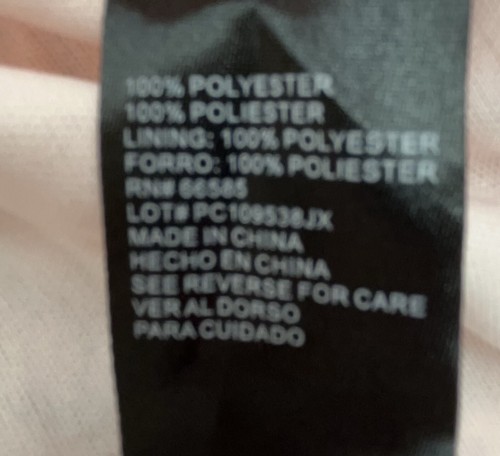 100% POLYESTER
100% POLIESTER
LINING: 100% POLYESTER
FORRO: 100% POLIESTER
RN# 66585
LOT# PC109538JX
MADE IN CHINA
HECHO EN CHINA
SEE REVERSE FOR CARE
VER AL DORSO
PARA CUIDADO